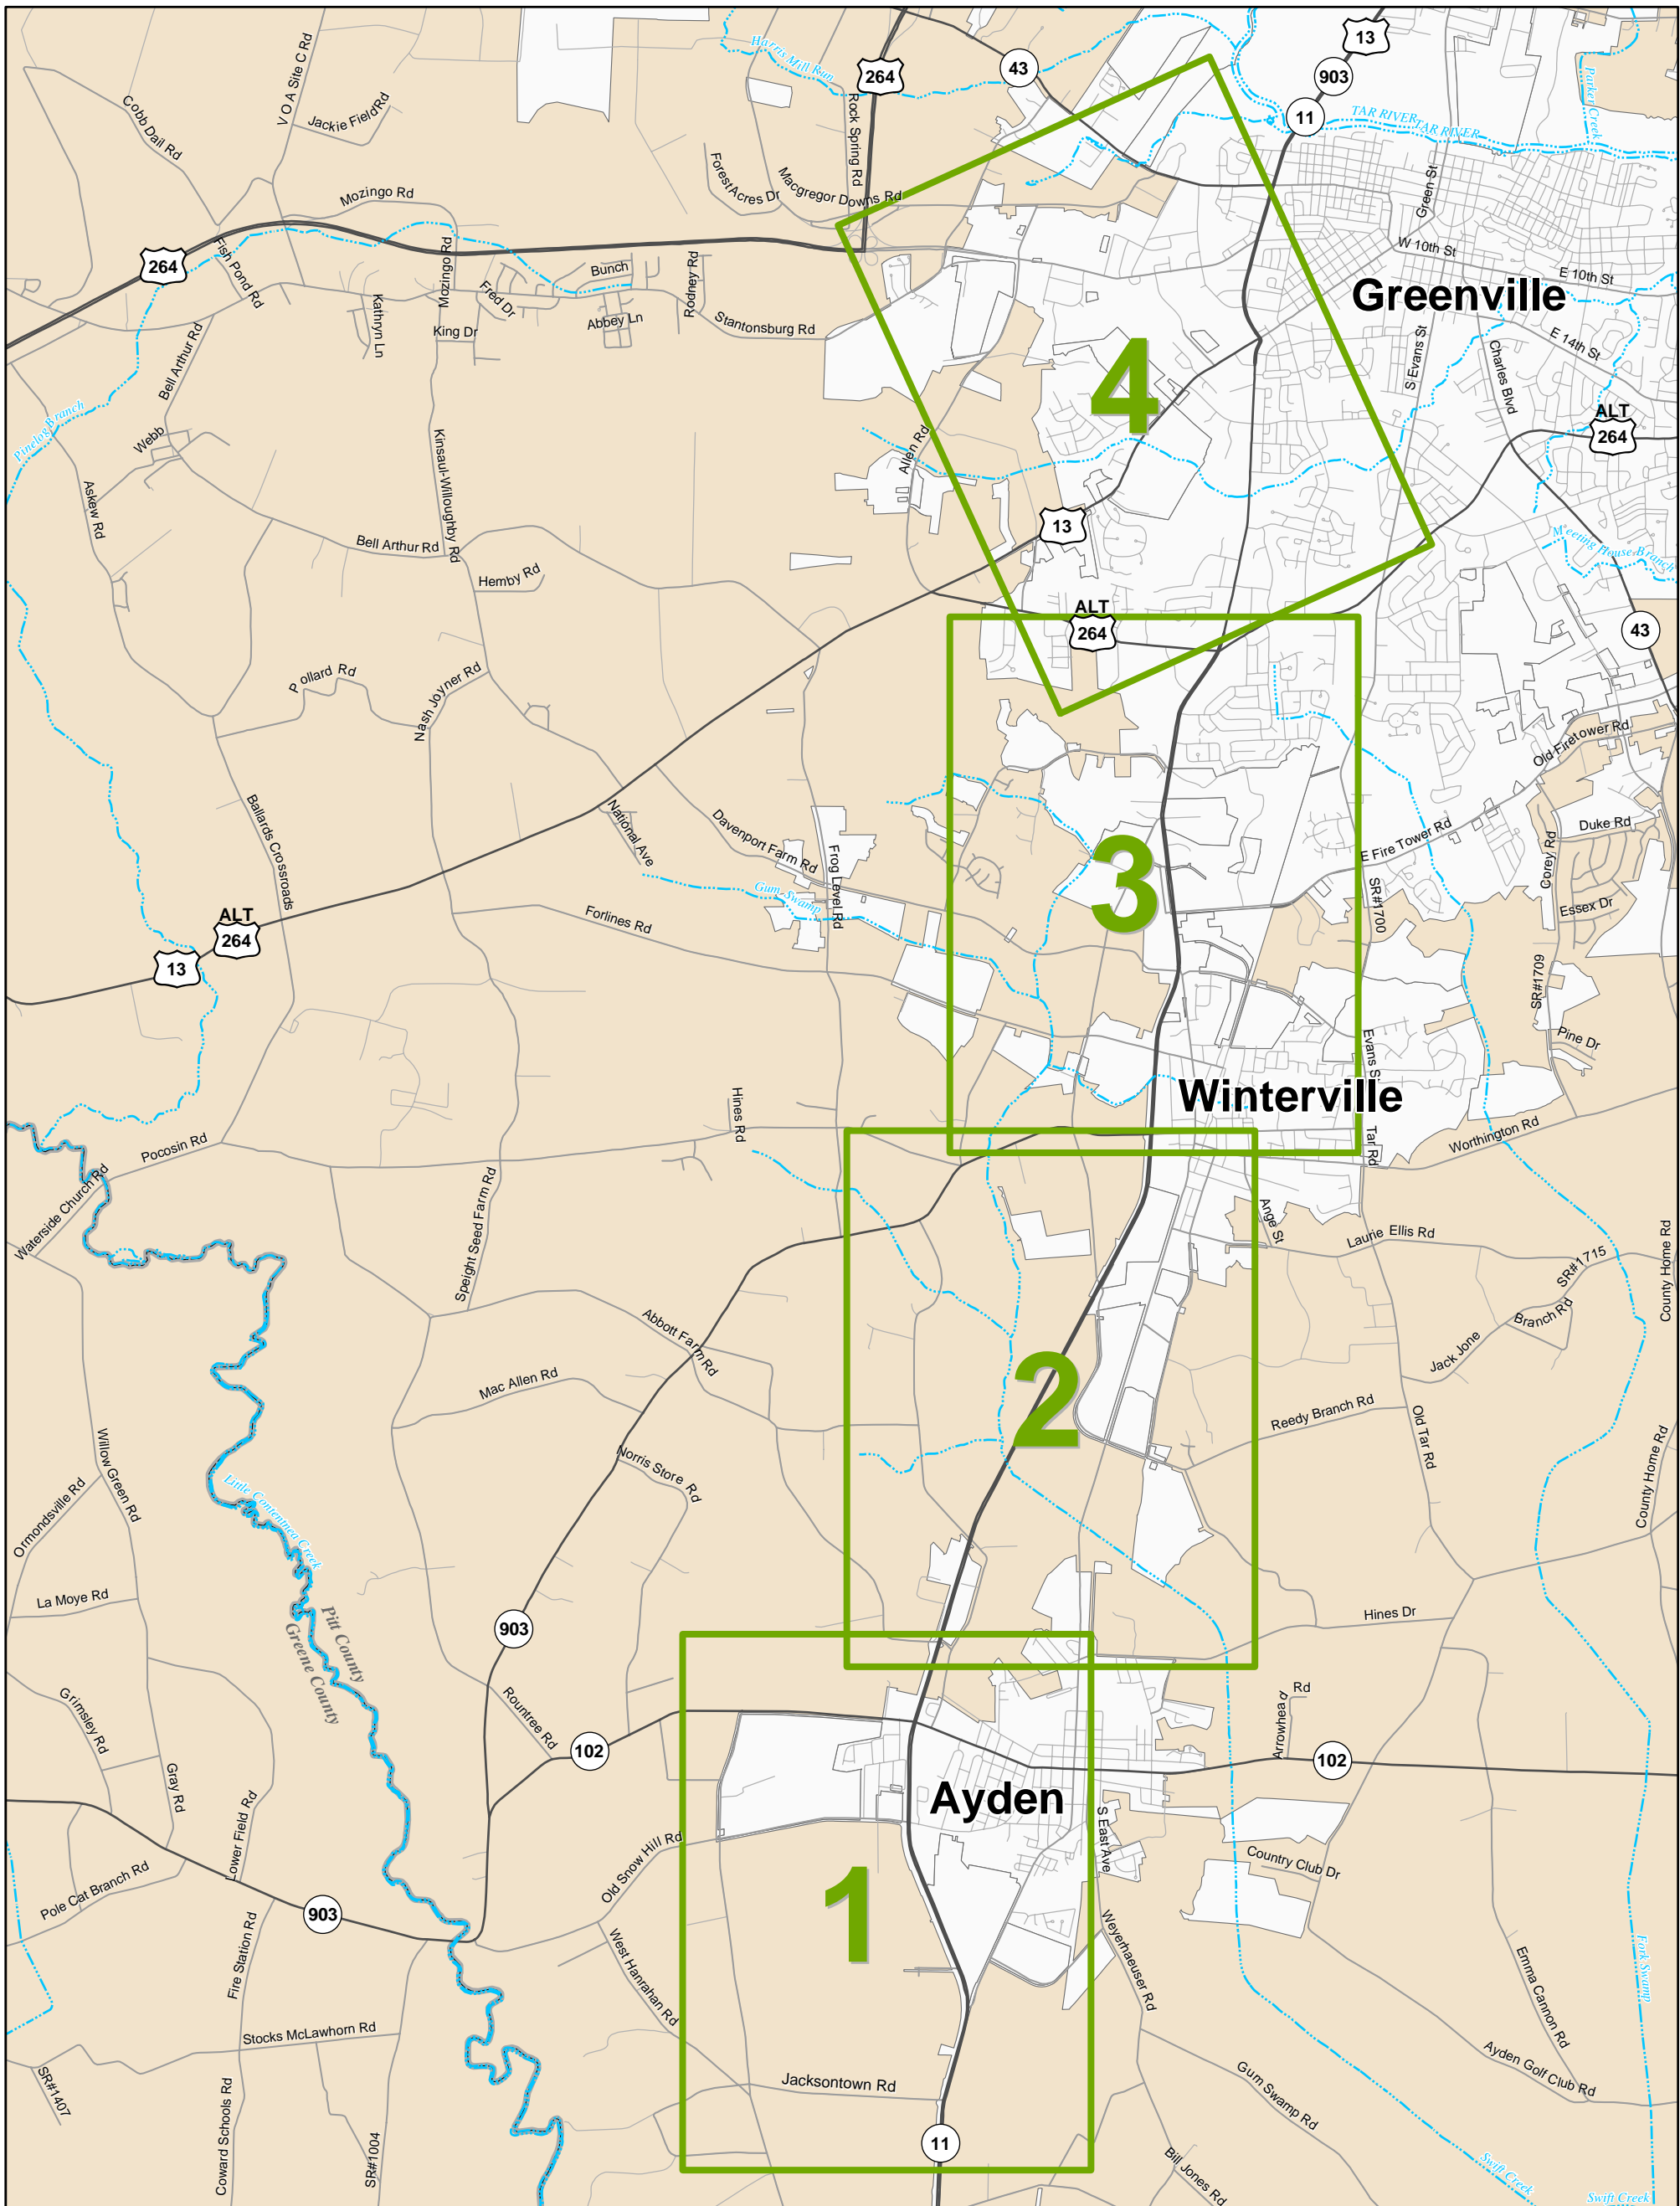 13
264
43
903
Harris Mill Run
Parker Creek
V O A Site C Rd
Cobb Dail Rd
Jackie Field Rd
Rock Spring Rd
11
TAR RIVER
TAR RIVER
Forest Acres Dr
Macgregor Downs Rd
Green St
Mozingo Rd
W 10th St
E 10th St
264
Fish Pond Rd
Mozingo Rd
Bunch
Rodney Rd
Fred Dr
Kathryn Ln
King Dr
Abbey Ln
Stantonsburg Rd
Greenville
E 14th St
S Evans St
Charles Blvd
Bell Arthur Rd
4
ALT
264
Pinelog Branch
Webb
Allen Rd
Kinsaul-Willoughby Rd
Askew Rd
13
Bell Arthur Rd
Meeting House Branch
Hemby Rd
ALT
264
43
Pollard Rd
Nash Joyner Rd
Old Firetower Rd
National Ave
Davenport Farm Rd
Duke Rd
E Fire Tower Rd
Ballards Crossroads
Frog Level Rd
3
Corey Rd
Gum Swamp
SR#1700
Essex Dr
Forlines Rd
ALT
264
13
SR#1709
Pine Dr
Evans St
Winterville
Hines Rd
Tar Rd
Worthington Rd
Pocosin Rd
Waterside Church Rd
Speight Seed Farm Rd
Ange St
Laurie Ellis Rd
SR#1715
County Home Rd
Abbott Farm Rd
Branch Rd
Jack Jone
Mac Allen Rd
2
Reedy Branch Rd
Old Tar Rd
Willow Green Rd
Norris Store Rd
County Home Rd
Ormondsville Rd
Little Contentnea Creek
La Moye Rd
Pitt County
Greene County
903
Hines Dr
Grimsley Rd
Rountree Rd
Arrowhead Rd
102
102
Gray Rd
Ayden
Lower Field Rd
S East Ave
Old Snow Hill Rd
Country Club Dr
Pole Cat Branch Rd
903
1
Weyerhaeuser Rd
Fire Station Rd
West Hanrahan Rd
Emma Cannon Rd
Fork Swamp
Stocks McLawhorn Rd
Ayden Golf Club Rd
SR#1407
Jacksontown Rd
Gum Swamp Rd
Coward Schools Rd
SR#1004
11
Bill Jones Rd
Swift Creek
Swift Creek